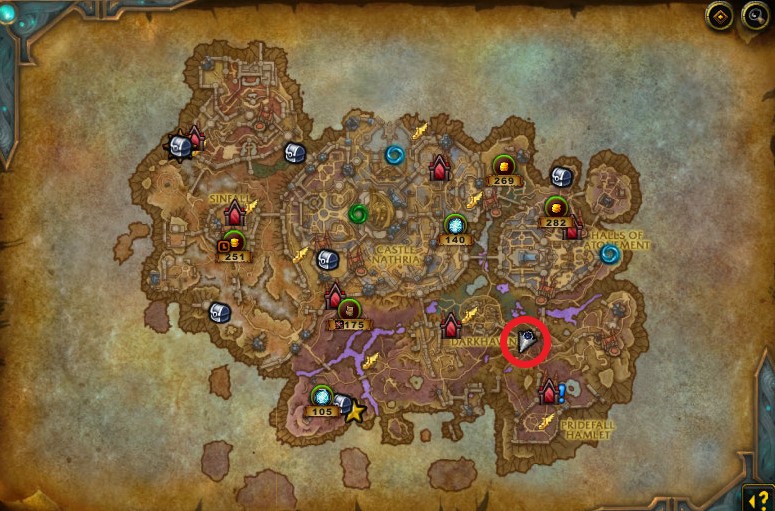 269
SINFALL
282
HALLS OF
ATONEMENT
140
251
CASTLE
NATHRIA
175
DARKHAVEN
105
PRIDEFALL
HAMLET
?